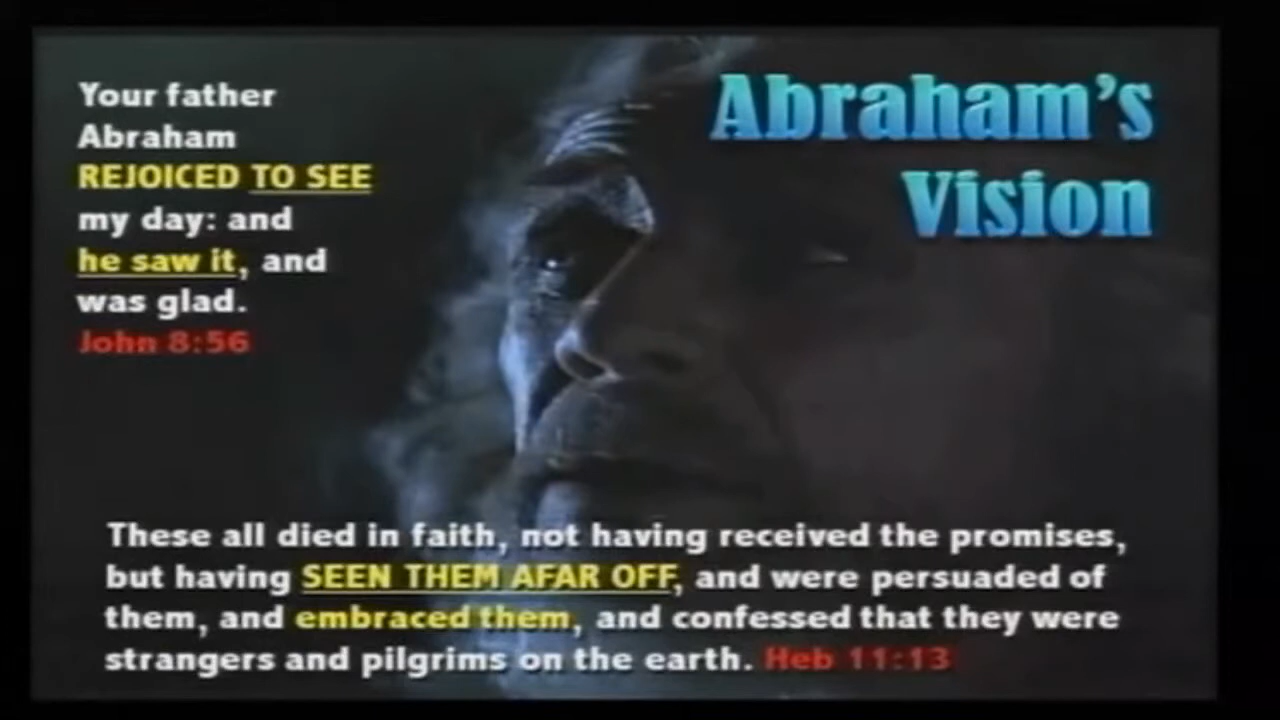 Your father
Abraham
REJOICED TO SEE
my day: and
he saw it, and
was glad.
John 8:56
Abraham's
Vision
These all died in faith, not having received the promises,
but having SEEN THEM AFAR OFF, and were persuaded of
them, and embraced them, and confessed that they were
strangers and pilgrims on the earth. Heb 11:13